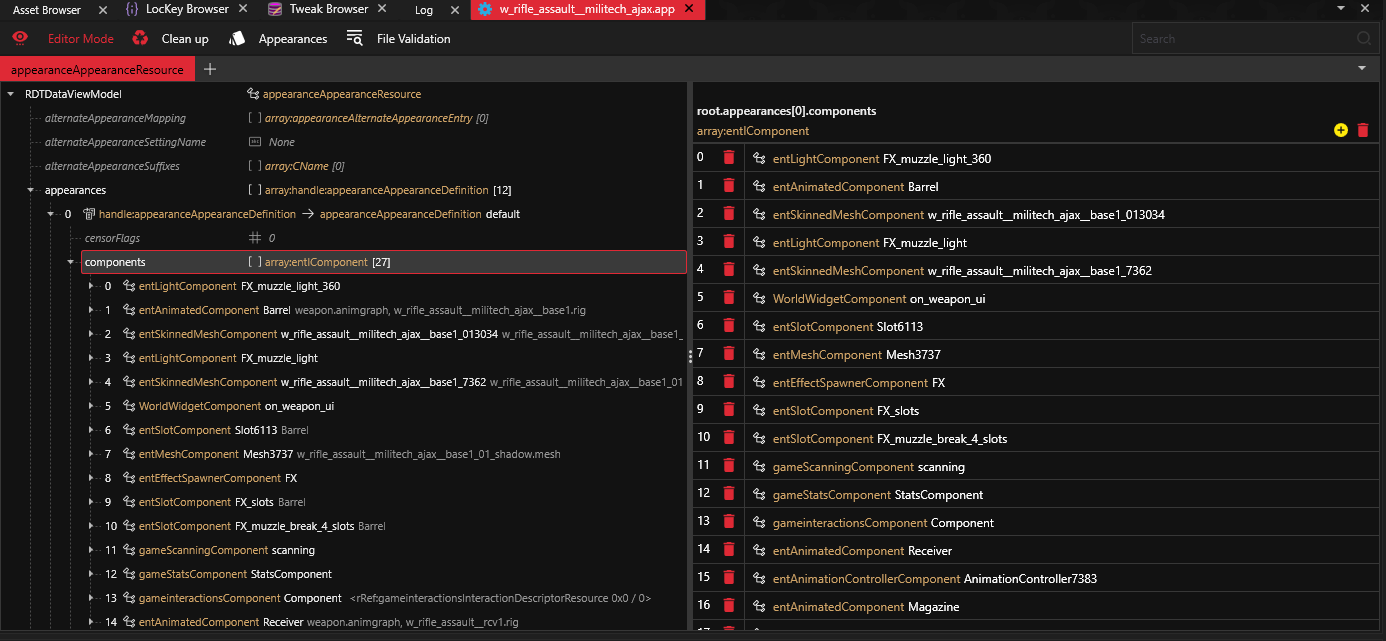 Asset Browser LocKey Browser Tweak Browser Log w_rifle_assault__militech_ajax.app
Editor Mode Clean up Appearances File Validation Search
appearanceAppearanceResource
RDTDataViewModel appearanceAppearanceResource
alternateAppearanceMapping [ ] array:appearanceAlternateAppearanceEntry [0]
alternateAppearanceSettingName None
alternateAppearanceSuffixes [ ] array:CName [0]
appearances [ ] array:handle:appearanceAppearanceDefinition [12]
0 handle:appearanceAppearanceDefinition → appearanceAppearanceDefinition default
censorFlags # 0
components [ ] array:entIComponent [27]
0 entLightComponent FX_muzzle_light_360
1 entAnimatedComponent Barrel weapon.animgraph, w_rifle_assault__militech_ajax__base1.rig
2 entSkinnedMeshComponent w_rifle_assault__militech_ajax__base1_013034 w_rifle_assault__militech_ajax__base1_
3 entLightComponent FX_muzzle_light
4 entSkinnedMeshComponent w_rifle_assault__militech_ajax__base1_7362 w_rifle_assault__militech_ajax__base1_01
5 WorldWidgetComponent on_weapon_ui
6 entSlotComponent Slot6113 Barrel
7 entMeshComponent Mesh3737 w_rifle_assault__militech_ajax__base1_01_shadow.mesh
8 entEffectSpawnerComponent FX
9 entSlotComponent FX_slots Barrel
10 entSlotComponent FX_muzzle_break_4_slots Barrel
11 gameScanningComponent scanning
12 gameStatsComponent StatsComponent
13 gameinteractionsComponent Component <rRef:gameinteractionsInteractionDescriptorResource 0x0 / 0>
14 entAnimatedComponent Receiver weapon.animgraph, w_rifle_assault__rcv1.rig
root.appearances[0].components
array:entIComponent
0 entLightComponent FX_muzzle_light_360
1 entAnimatedComponent Barrel
2 entSkinnedMeshComponent w_rifle_assault__militech_ajax__base1_013034
3 entLightComponent FX_muzzle_light
4 entSkinnedMeshComponent w_rifle_assault__militech_ajax__base1_7362
5 WorldWidgetComponent on_weapon_ui
6 entSlotComponent Slot6113
7 entMeshComponent Mesh3737
8 entEffectSpawnerComponent FX
9 entSlotComponent FX_slots
10 entSlotComponent FX_muzzle_break_4_slots
11 gameScanningComponent scanning
12 gameStatsComponent StatsComponent
13 gameinteractionsComponent Component
14 entAnimatedComponent Receiver
15 entAnimationControllerComponent AnimationController7383
16 entAnimatedComponent Magazine